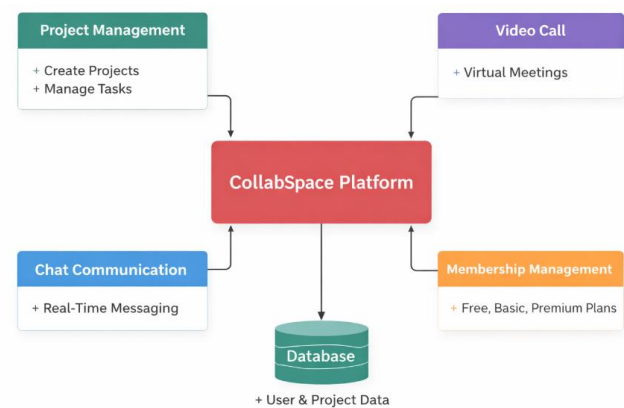 Project Management
+ Create Projects
+ Manage Tasks
Video Call
+ Virtual Meetings
CollabSpace Platform
Chat Communication
+ Real-Time Messaging
Membership Management
+ Free, Basic, Premium Plans
Database
+ User & Project Data